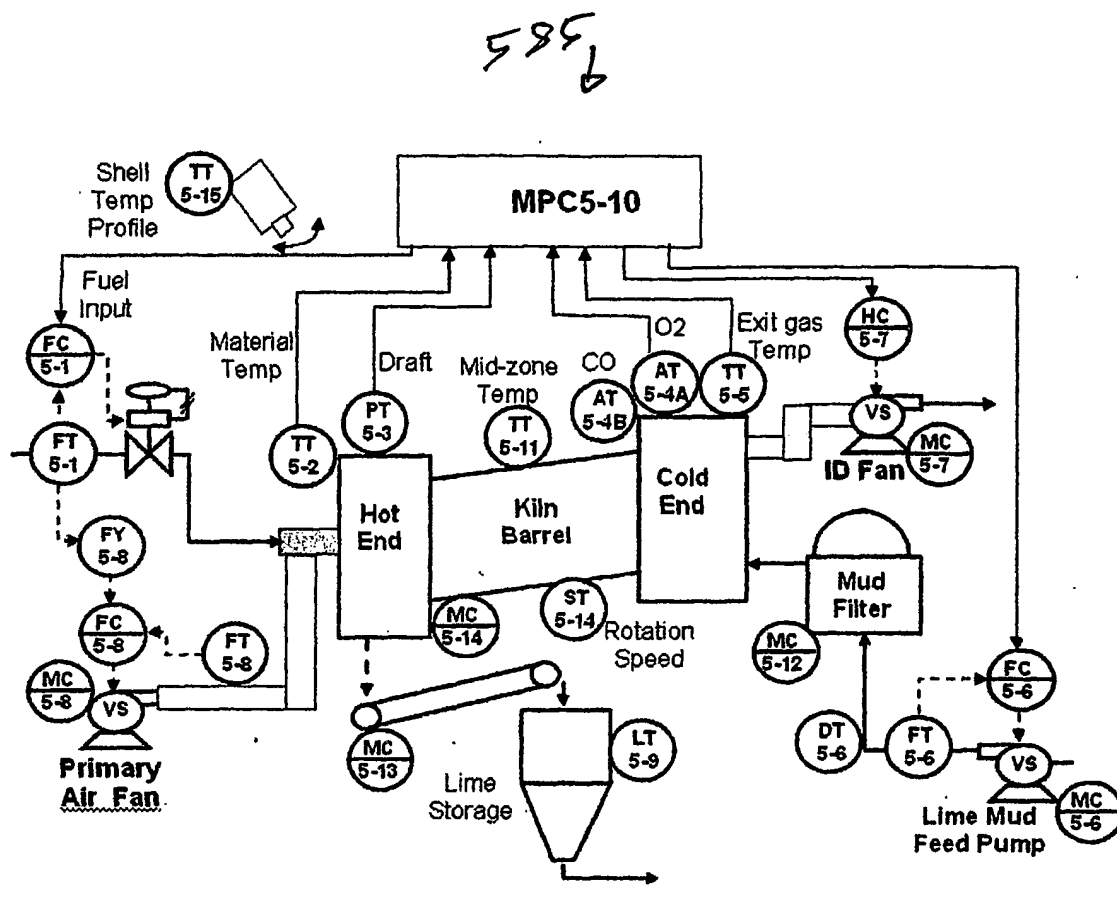 585
MPC5-10
Shell
Temp
Profile
TT
5-15
Fuel
Input
FC
5-1
FT
5-1
FY
5-8
FC
5-8
FT
5-8
MC
5-8
VS
Primary
Air Fan
Material
Temp
TT
5-2
Draft
PT
5-3
Mid-zone
Temp
TT
5-11
CO
AT
5-4B
O2
AT
5-4A
Exit gas
Temp
TT
5-5
HC
5-7
VS
MC
5-7
ID Fan
Hot
End
Kiln
Barrel
Cold
End
MC
5-14
ST
5-14
Rotation
Speed
Mud
Filter
MC
5-12
MC
5-13
Lime
Storage
LT
5-9
DT
5-6
FT
5-6
FC
5-6
VS
MC
5-6
Lime Mud
Feed Pump